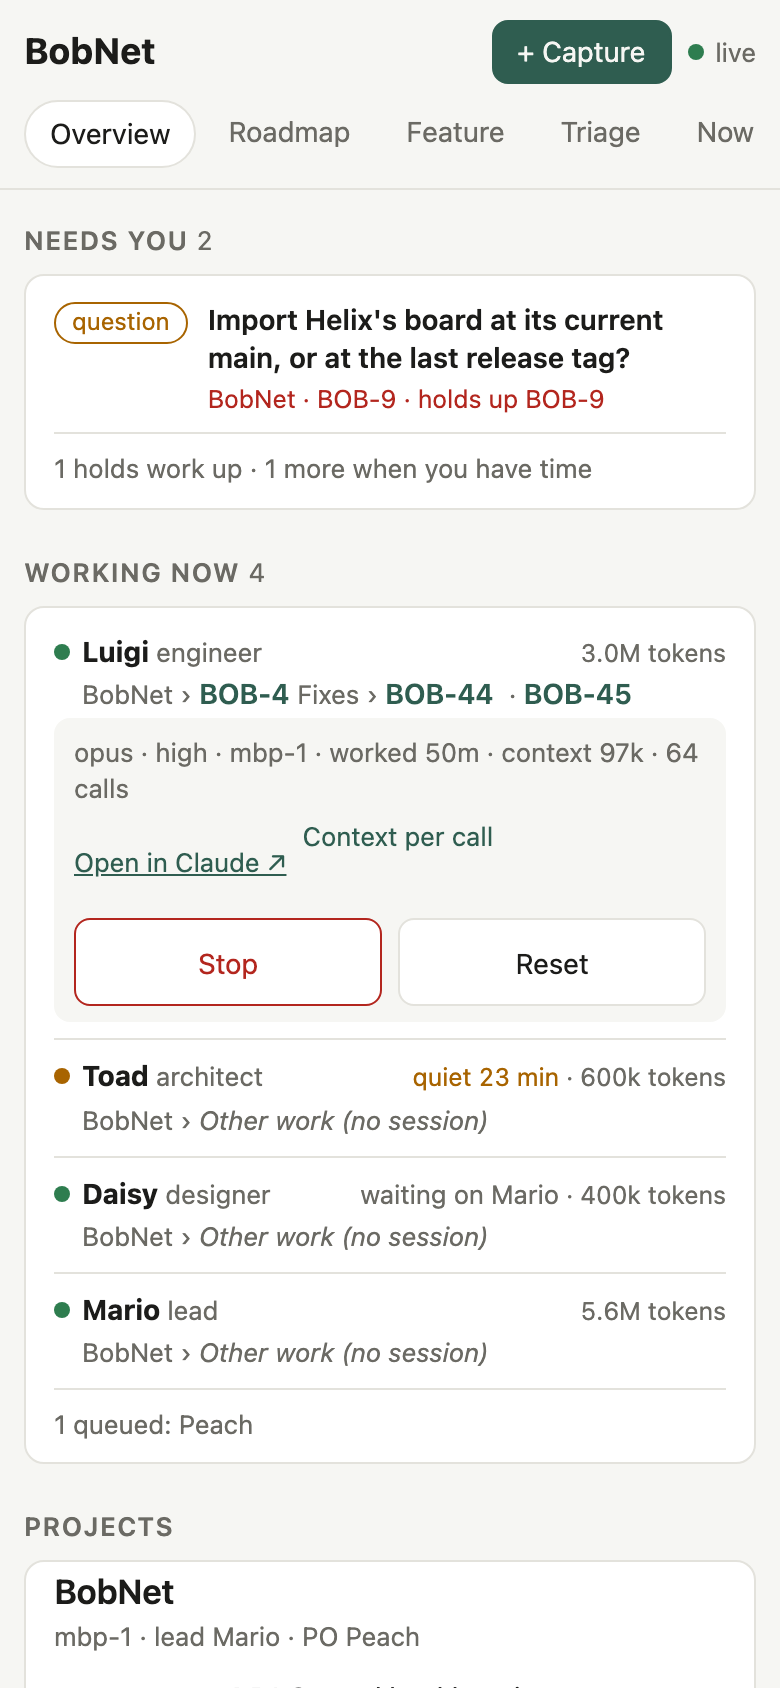 BobNet
+ Capture
live
Overview
Roadmap
Feature
Triage
Now
NEEDS YOU 2
question
Import Helix's board at its current
main, or at the last release tag?
BobNet · BOB-9 · holds up BOB-9
1 holds work up · 1 more when you have time
WORKING NOW 4
Luigi engineer
3.0M tokens
BobNet › BOB-4 Fixes › BOB-44 · BOB-45
opus · high · mbp-1 · worked 50m · context 97k · 64
calls
Context per call
Open in Claude ↗
Stop
Reset
Toad architect
quiet 23 min · 600k tokens
BobNet › Other work (no session)
Daisy designer
waiting on Mario · 400k tokens
BobNet › Other work (no session)
Mario lead
5.6M tokens
BobNet › Other work (no session)
1 queued: Peach
PROJECTS
BobNet
mbp-1 · lead Mario · PO Peach